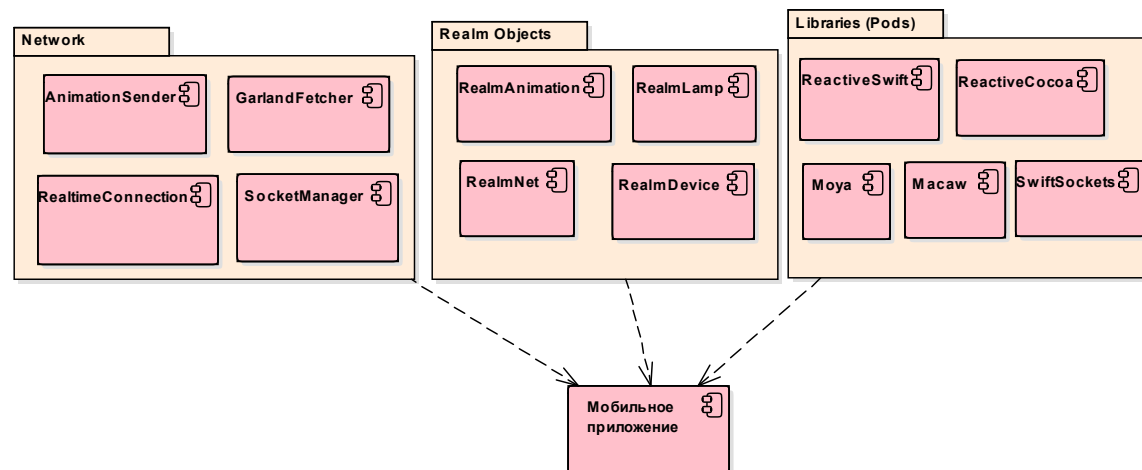 Network
AnimationSender
GarlandFetcher
RealtimeConnection
SocketManager
Realm Objects
RealmAnimation
RealmLamp
RealmNet
RealmDevice
Libraries (Pods)
ReactiveSwift
ReactiveCocoa
Moya
Macaw
SwiftSockets
Мобильное
приложение